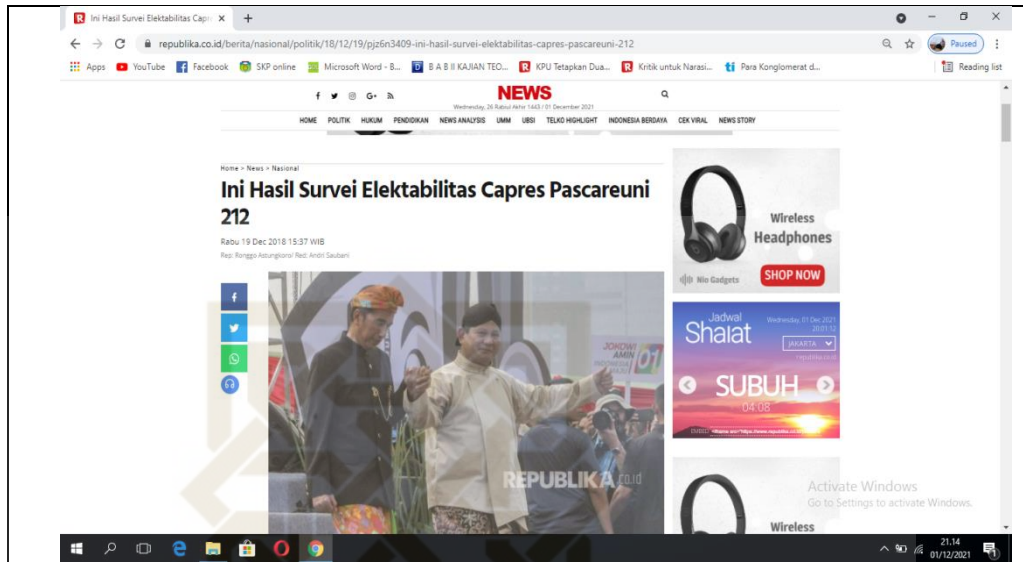 Ini Hasil Survei Elektabilitas Capr
republika.co.id/berita/nasional/politik/18/12/19/pjz6n3409-ini-hasil-survei-elektabilitas-capres-pascareuni-212
Paused
Apps YouTube Facebook SKP online Microsoft Word - B... B A B II KAJIAN TEO... KPU Tetapkan Dua... Kritik untuk Narasi... Para Konglomerat d... Reading list
G+ NEWS
Wednesday, 26 Rabiul Akhir 1443 / 01 December 2021
HOME POLITIK HUKUM PENDIDIKAN NEWS ANALYSIS UMM UBSI TELKO HIGHLIGHT INDONESIA BERDAYA CEK VIRAL NEWS STORY
Home > News > Nasional
Ini Hasil Survei Elektabilitas Capres Pascareuni
212
Rabu 19 Dec 2018 15:37 WIB
Rep: Ronggo Astungkoro/ Red: Andri Saubani
JOKOWI
AMIN
INDONESIA
MAJU
01
REPUBLIKA.co.id
Wireless
Headphones
Nio Gadgets
SHOP NOW
Jadwal
Shalat
Wednesday, 01 Dec 2021
JAKARTA
republika.co.id
SUBUH
04:08
Wireless
Activate Windows
Go to Settings to activate Windows.
21.14
01/12/2021